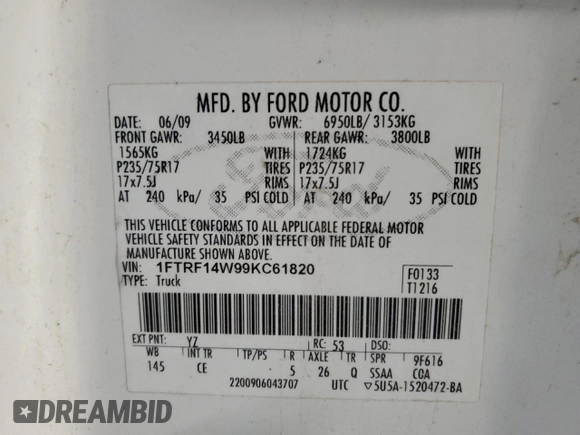 MFD. BY FORD MOTOR CO.
DATE: 06/09 GVWR: 6950LB/ 3153KG
FRONT GAWR: 3450LB REAR GAWR: 3800LB
1565KG WITH 1724KG WITH
P235/75R17 TIRES P235/75R17 TIRES
17x7.5J RIMS 17x7.5J RIMS
AT 240 kPa/ 35 PSI COLD AT 240 kPa/ 35 PSI COLD
THIS VEHICLE CONFORMS TO ALL APPLICABLE FEDERAL MOTOR
VEHICLE SAFETY STANDARDS IN EFFECT ON THE DATE OF
MANUFACTURE SHOWN ABOVE.
VIN: 1FTRF14W99KC61820 F0133
TYPE: Truck T1216
EXT PNT: YZ RC: 53 DSO:
WB INT TR TP/PS R AXLE TR SPR 9F616
145 CE 5 26 Q SSAA CGA
2200906043707 UTC ▽5U5A-1520472-BA
Ford
DREAMBID